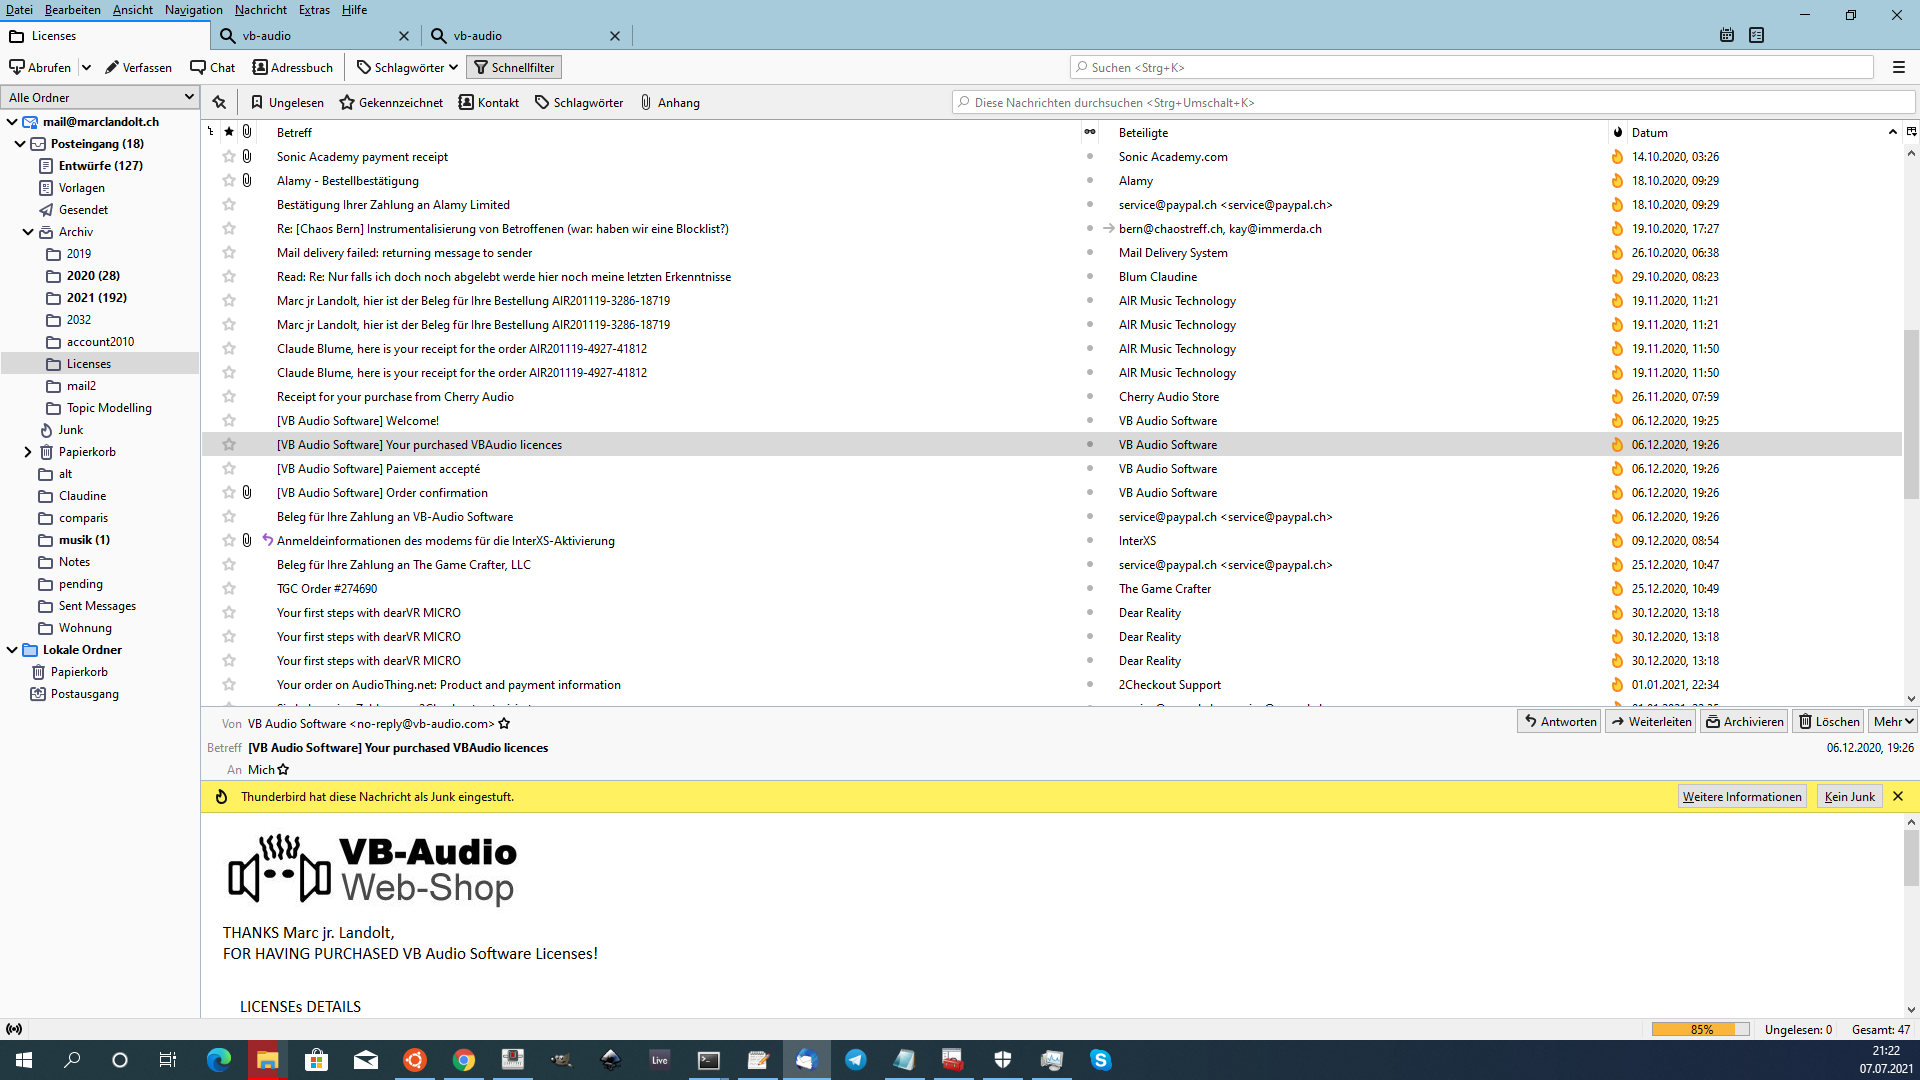 Datei Bearbeiten Ansicht Navigation Nachricht Extras Hilfe
Licenses vb-audio vb-audio
Abrufen Verfassen Chat Adressbuch Schlagwörter Schnellfilter Suchen <Strg+K>
Alle Ordner Ungelesen Gekennzeichnet Kontakt Schlagwörter Anhang Diese Nachrichten durchsuchen <Strg+Umschalt+K>
mail@marclandolt.ch
Posteingang (18)
Entwürfe (127)
Vorlagen
Gesendet
Archiv
2019
2020 (28)
2021 (192)
2032
account2010
Licenses
mail2
Topic Modelling
Junk
Papierkorb
alt
Claudine
comparis
musik (1)
Notes
pending
Sent Messages
Wohnung
Lokale Ordner
Papierkorb
Postausgang
Betreff Beteiligte Datum
Sonic Academy payment receipt Sonic Academy.com 14.10.2020, 03:26
Alamy - Bestellbestätigung Alamy 18.10.2020, 09:29
Bestätigung Ihrer Zahlung an Alamy Limited service@paypal.ch <service@paypal.ch> 18.10.2020, 09:29
Re: [Chaos Bern] Instrumentalisierung von Betroffenen (war: haben wir eine Blocklist?) bern@chaostreff.ch, kay@immerda.ch 19.10.2020, 17:27
Mail delivery failed: returning message to sender Mail Delivery System 26.10.2020, 06:38
Read: Re: Nur falls ich doch noch abgelebt werde hier noch meine letzten Erkenntnisse Blum Claudine 29.10.2020, 08:23
Marc jr Landolt, hier ist der Beleg für Ihre Bestellung AIR201119-3286-18719 AIR Music Technology 19.11.2020, 11:21
Marc jr Landolt, hier ist der Beleg für Ihre Bestellung AIR201119-3286-18719 AIR Music Technology 19.11.2020, 11:21
Claude Blume, here is your receipt for the order AIR201119-4927-41812 AIR Music Technology 19.11.2020, 11:50
Claude Blume, here is your receipt for the order AIR201119-4927-41812 AIR Music Technology 19.11.2020, 11:50
Receipt for your purchase from Cherry Audio Cherry Audio Store 26.11.2020, 07:59
[VB Audio Software] Welcome! VB Audio Software 06.12.2020, 19:25
[VB Audio Software] Your purchased VBAudio licences VB Audio Software 06.12.2020, 19:26
[VB Audio Software] Paiement accepté VB Audio Software 06.12.2020, 19:26
[VB Audio Software] Order confirmation VB Audio Software 06.12.2020, 19:26
Beleg für Ihre Zahlung an VB-Audio Software service@paypal.ch <service@paypal.ch> 06.12.2020, 19:26
Anmeldeinformationen des modems für die InterXS-Aktivierung InterXS 09.12.2020, 08:54
Beleg für Ihre Zahlung an The Game Crafter, LLC service@paypal.ch <service@paypal.ch> 25.12.2020, 10:47
TGC Order #274690 The Game Crafter 25.12.2020, 10:49
Your first steps with dearVR MICRO Dear Reality 30.12.2020, 13:18
Your first steps with dearVR MICRO Dear Reality 30.12.2020, 13:18
Your first steps with dearVR MICRO Dear Reality 30.12.2020, 13:18
Your order on AudioThing.net: Product and payment information 2Checkout Support 01.01.2021, 22:34
Von VB Audio Software <no-reply@vb-audio.com> Antworten Weiterleiten Archivieren Löschen Mehr
Betreff [VB Audio Software] Your purchased VBAudio licences 06.12.2020, 19:26
An Mich
Thunderbird hat diese Nachricht als Junk eingestuft. Weitere Informationen Kein Junk
VB-Audio
Web-Shop
THANKS Marc jr. Landolt,
FOR HAVING PURCHASED VB Audio Software Licenses!
LICENSEs DETAILS
85% Ungelesen: 0 Gesamt: 47
Live
21:22
07.07.2021